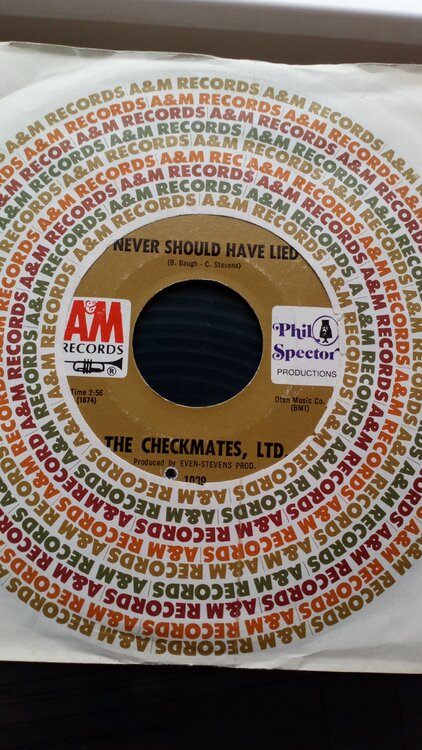 A&M RECORDS A&M RECORDS A&M RECORDS A&M RECORDS
NEVER SHOULD HAVE LIED
(B. Baugh - C. Stevens)
A&M
RECORDS
®
Phil
Spector
PRODUCTIONS
Time 2:56
(1674)
Oten Music Co.
(BMI)
THE CHECKMATES, LTD.
Produced by EVEN-STEVENS PROD.
1039